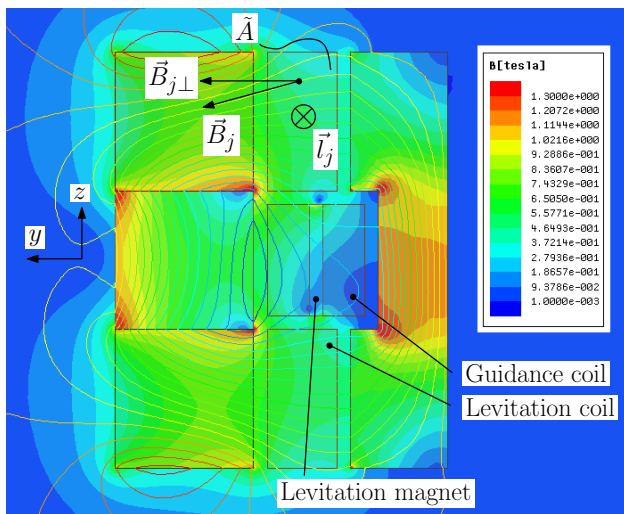 Ã
B⃗j⊥
B⃗j
l⃗j
z
y
B[tesla]
1.3000e+000
1.2072e+000
1.1144e+000
1.0216e+000
9.2886e-001
8.3607e-001
7.4329e-001
6.5050e-001
5.5771e-001
4.6493e-001
3.7214e-001
2.7936e-001
1.8657e-001
9.3786e-002
1.0000e-003
Guidance coil
Levitation coil
Levitation magnet